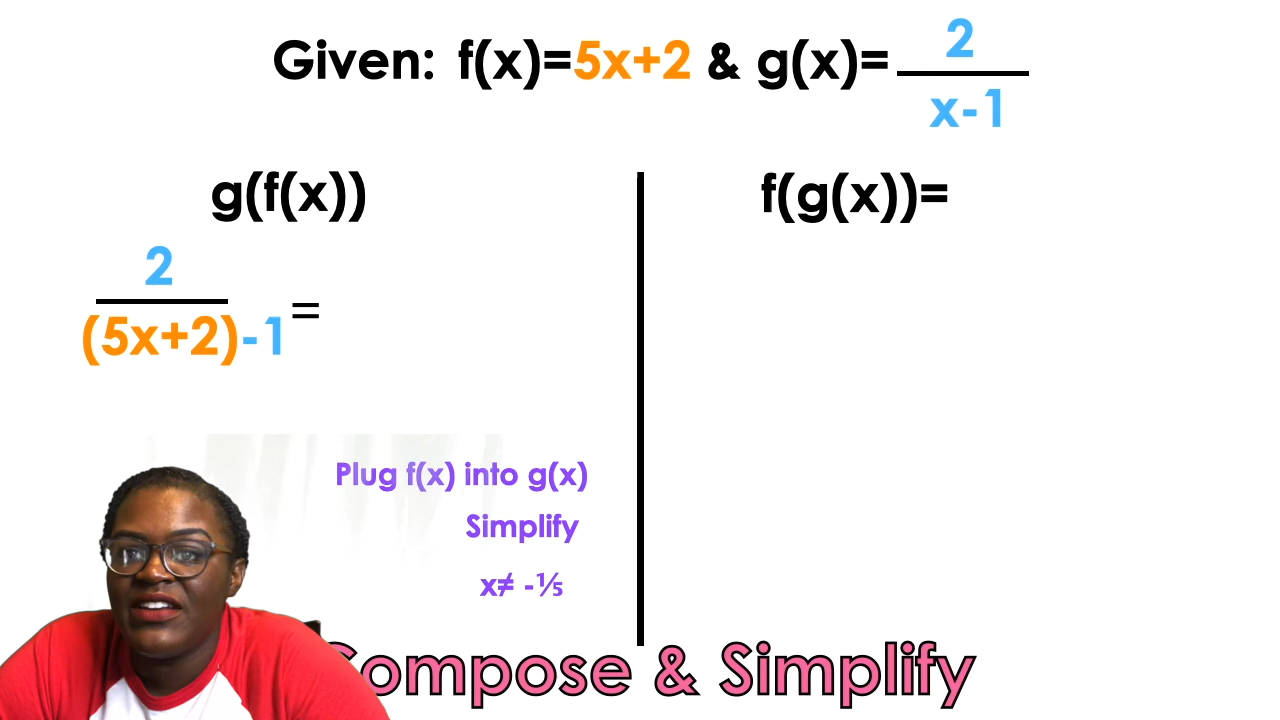 Given: f(x)=5x+2 & g(x)= 2
x-1
g(f(x))
2
(5x+2)-1 =
Plug f(x) into g(x)
Simplify
x≠ -⅕
f(g(x))=
Compose & Simplify